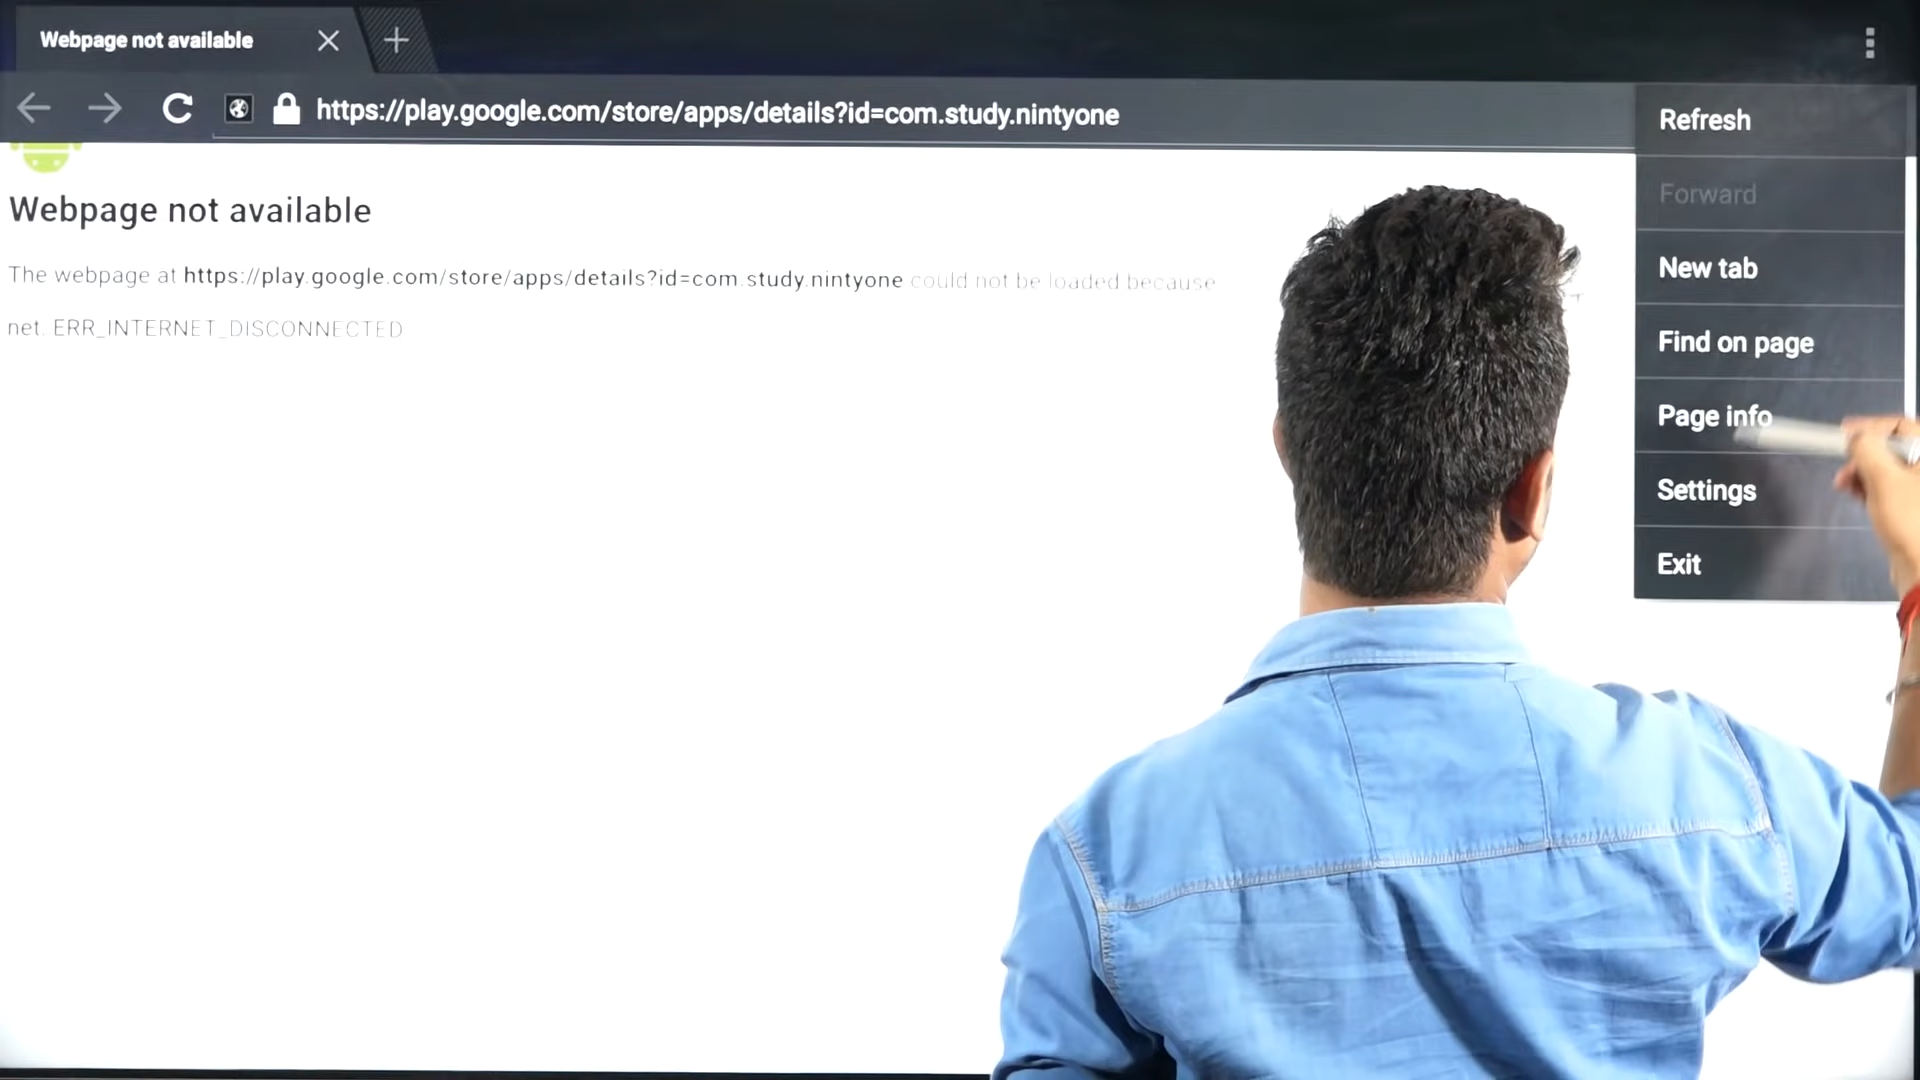 Webpage not available
https://play.google.com/store/apps/details?id=com.study.nintyone
Refresh
Forward
New tab
Find on page
Page info
Settings
Exit
Webpage not available
The webpage at https://play.google.com/store/apps/details?id=com.study.nintyone could not be loaded because
net. ERR_INTERNET_DISCONNECTED